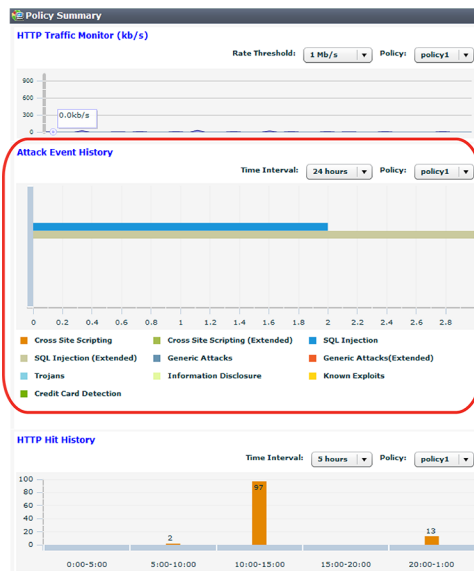 Policy Summary
HTTP Traffic Monitor (kb/s)
Rate Threshold: 1 Mb/s Policy: policy1
900
600
300
0
0.0kb/s
Attack Event History
Time Interval: 24 hours Policy: policy1
0 0.2 0.4 0.6 0.8 1 1.2 1.4 1.6 1.8 2 2.2 2.4 2.6 2.8
Cross Site Scripting Cross Site Scripting (Extended) SQL Injection
SQL Injection (Extended) Generic Attacks Generic Attacks(Extended)
Trojans Information Disclosure Known Exploits
Credit Card Detection
HTTP Hit History
Time Interval: 5 hours Policy: policy1
100
80
60
40
20
0
2
97
13
0:00-5:00 5:00-10:00 10:00-15:00 15:00-20:00 20:00-1:00